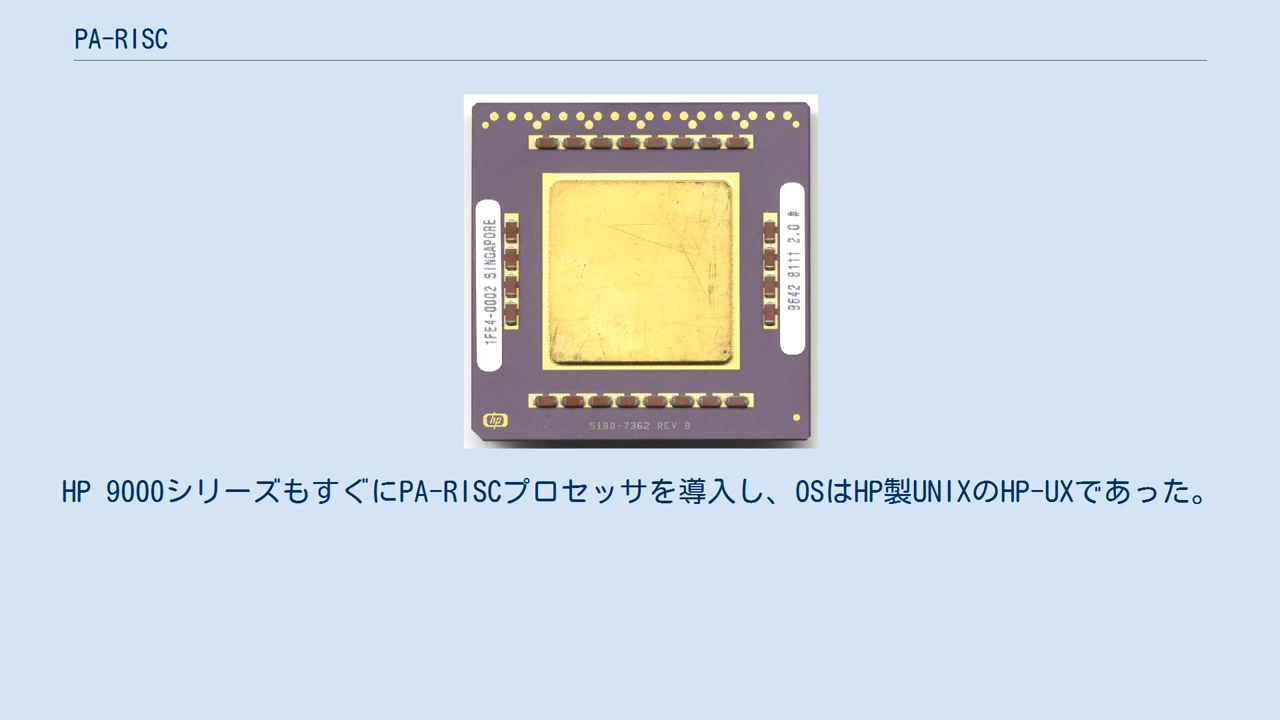 PA-RISC
1FE4-0002 SINGAPORE
9642 8111 2.0 #
hp
5180-7362 REV B
HP 9000シリーズもすぐにPA-RISCプロセッサを導入し、OSはHP製UNIXのHP-UXであった。